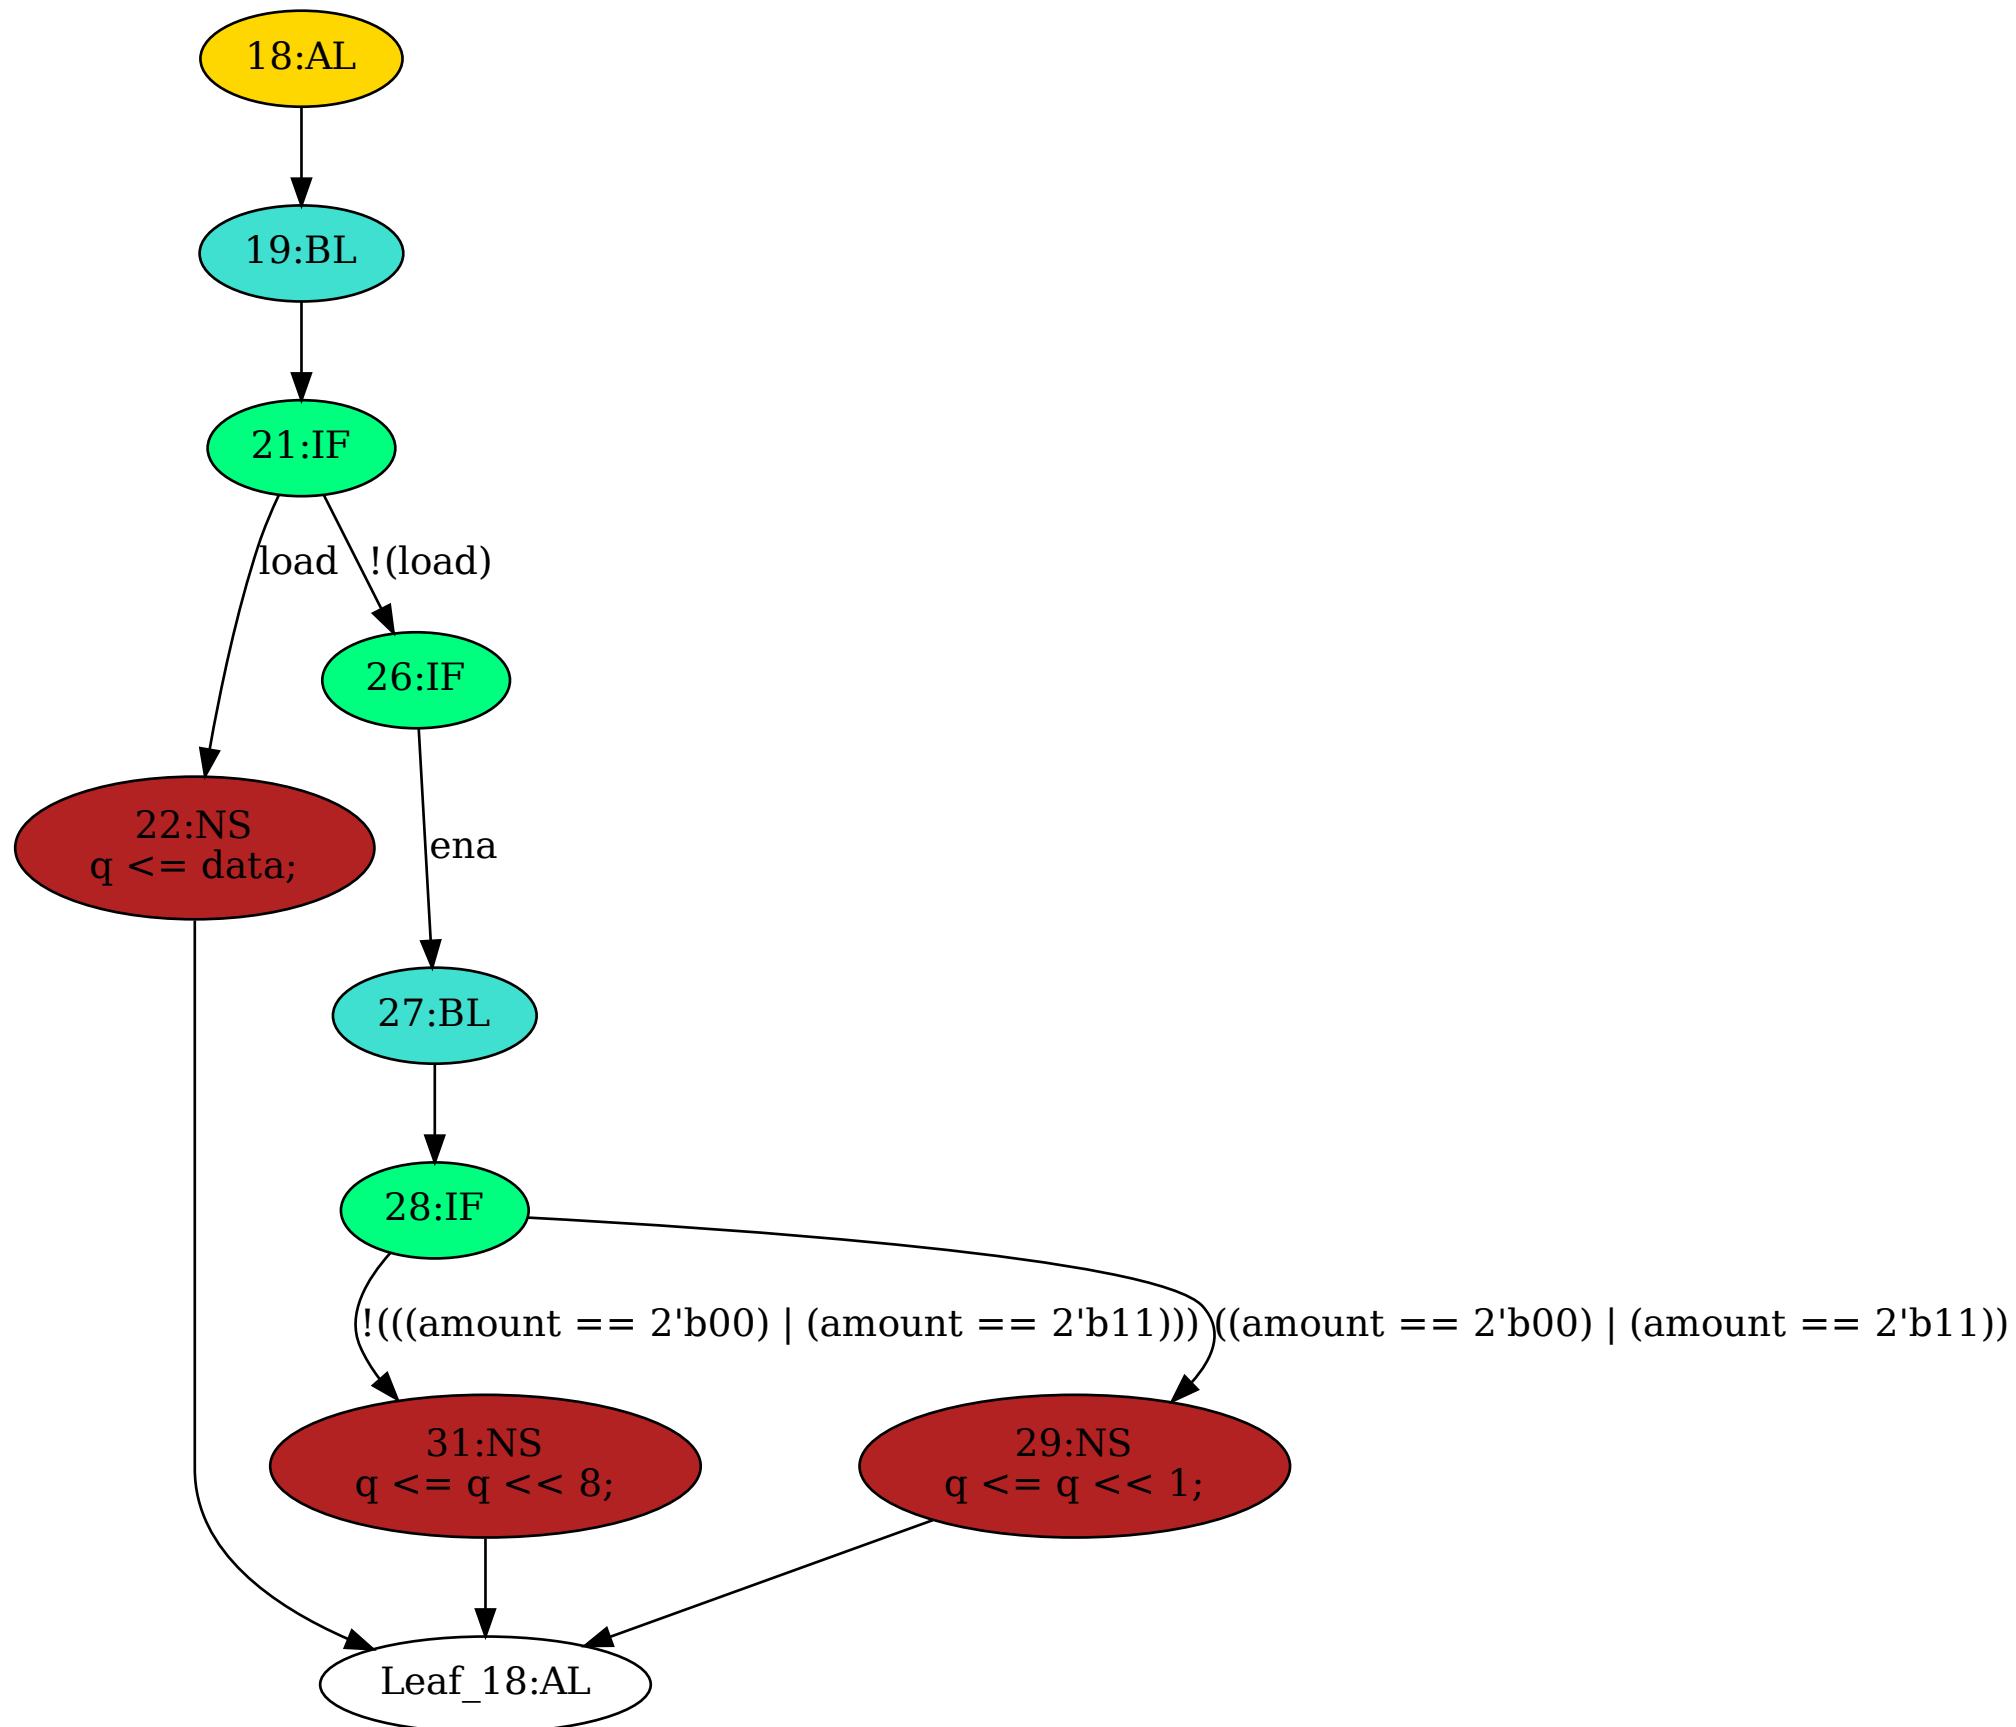 18:AL
19:BL
21:IF
load
!(load)
26:IF
22:NS
q <= data;
ena
27:BL
28:IF
!(((amount == 2'b00) | (amount == 2'b11)))
((amount == 2'b00) | (amount == 2'b11))
31:NS
q <= q << 8;
29:NS
q <= q << 1;
Leaf_18:AL